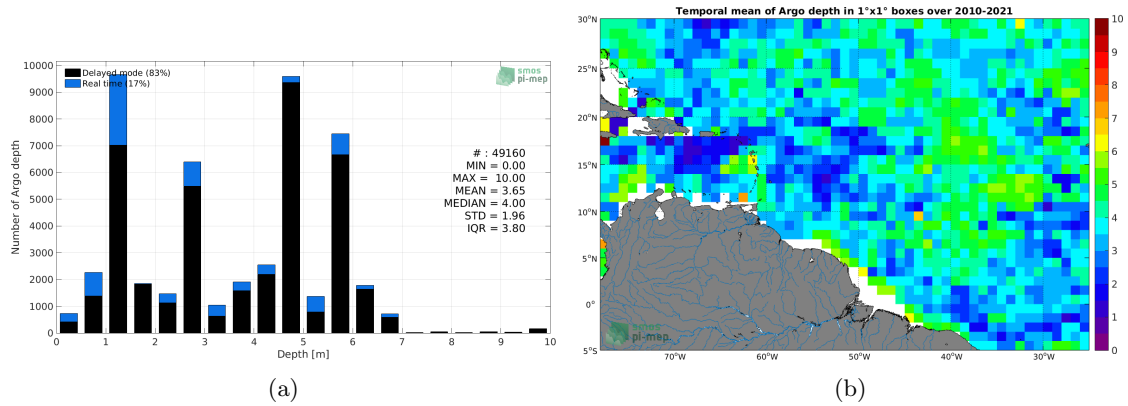 10000
9000
8000
7000
6000
5000
4000
3000
2000
1000
0
Number of Argo depth
Delayed mode (83%)
Real time (17%)
smos
pi-mep
# : 49160
MIN = 0.00
MAX = 10.00
MEAN = 3.65
MEDIAN = 4.00
STD = 1.96
IQR = 3.80
0 1 2 3 4 5 6 7 8 9 10
Depth [m]
(a)
Temporal mean of Argo depth in 1°x1° boxes over 2010-2021
30°N
25°N
20°N
15°N
10°N
5°N
0°
5°S
70°W 60°W 50°W 40°W 30°W
smos
pi-mep
10
9
8
7
6
5
4
3
2
1
0
(b)